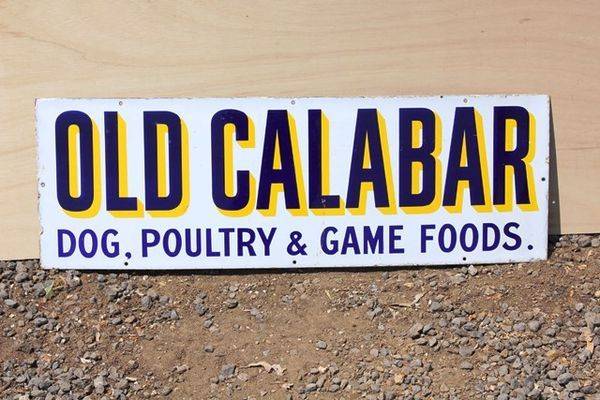 OLD CALABAR
DOG, POULTRY & GAME FOODS.